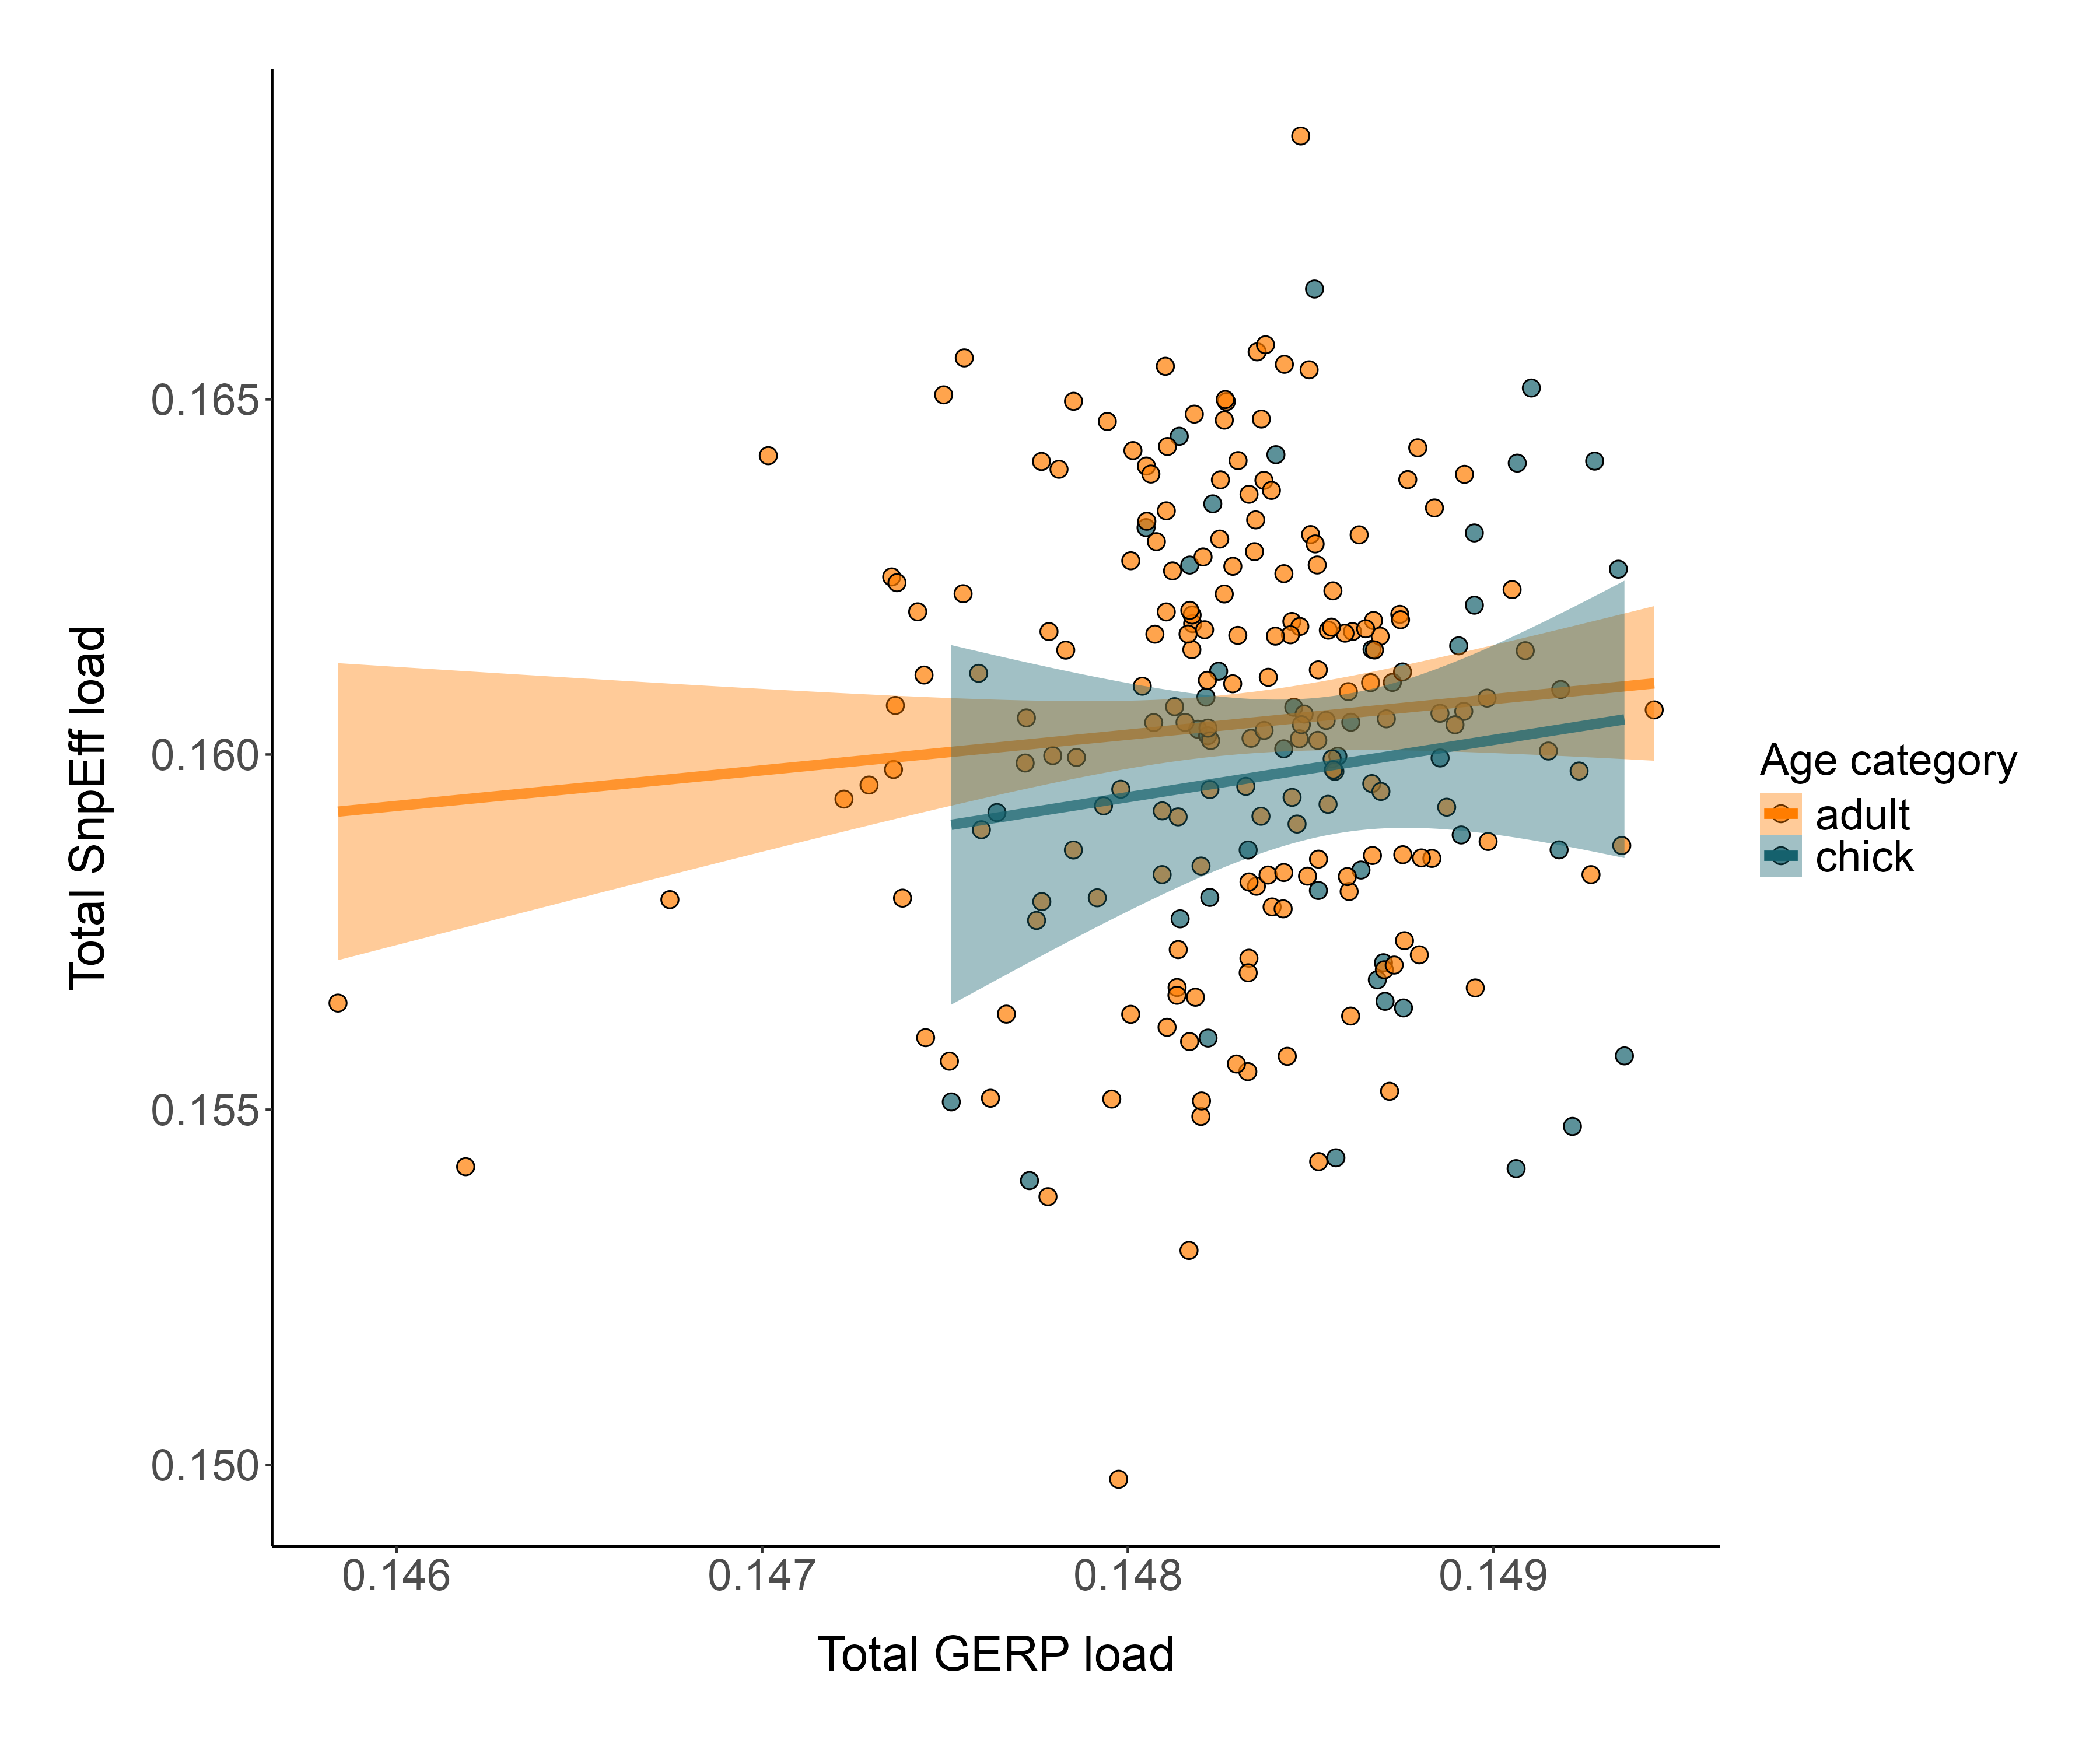 Total SnpEff load
0.165
0.160
0.155
0.150
0.146
0.147
0.148
0.149
Total GERP load
Age category
adult
chick